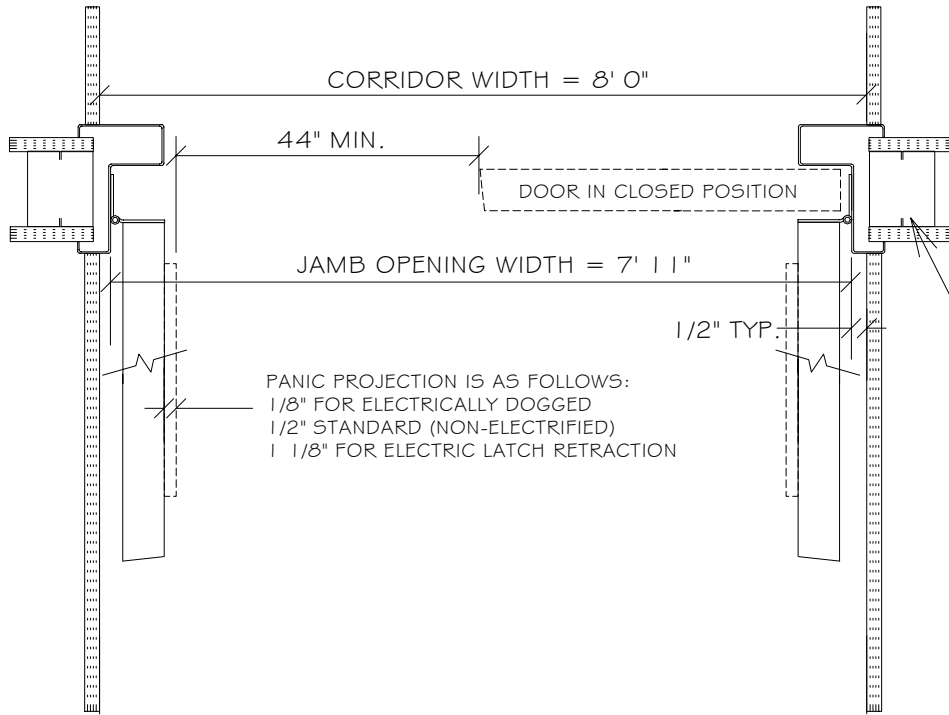 CORRIDOR WIDTH = 8' 0"
44" MIN.
DOOR IN CLOSED POSITION
JAMB OPENING WIDTH = 7' 11"
1/2" TYP.
PANIC PROJECTION IS AS FOLLOWS:
1/8" FOR ELECTRICALLY DOGGED
1/2" STANDARD (NON-ELECTRIFIED)
1 1/8" FOR ELECTRIC LATCH RETRACTION